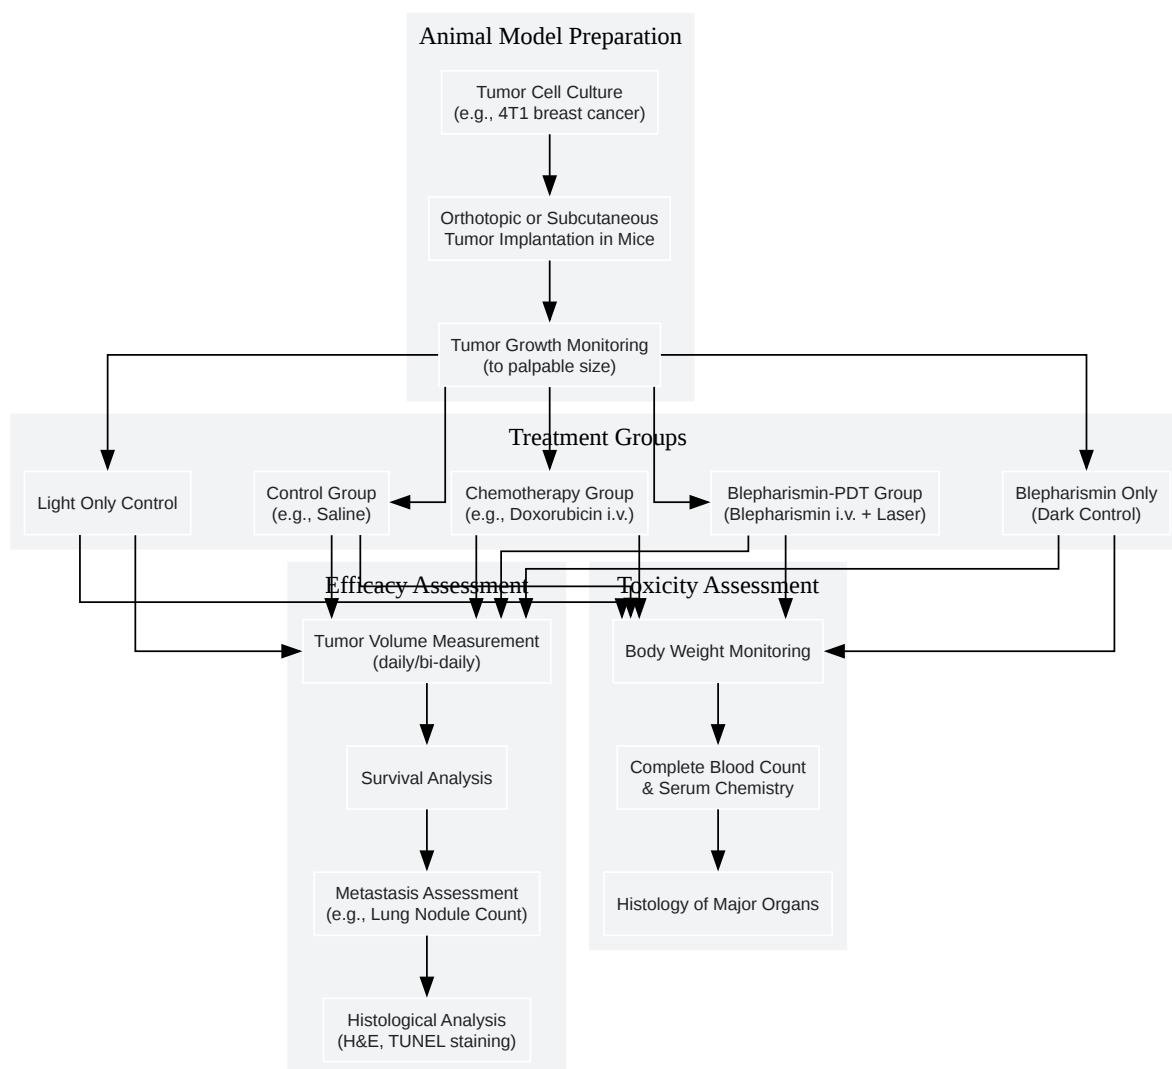 Animal Model Preparation
Tumor Cell Culture
(e.g., 4T1 breast cancer)
Orthotopic or Subcutaneous
Tumor Implantation in Mice
Tumor Growth Monitoring
(to palpable size)
Treatment Groups
Light Only Control
Control Group
(e.g., Saline)
Chemotherapy Group
(e.g., Doxorubicin i.v.)
Blepharismin-PDT Group
(Blepharismin i.v. + Laser)
Blepharismin Only
(Dark Control)
Efficacy Assessment
Toxicity Assessment
Tumor Volume Measurement
(daily/bi-daily)
Body Weight Monitoring
Survival Analysis
Complete Blood Count
& Serum Chemistry
Metastasis Assessment
(e.g., Lung Nodule Count)
Histology of Major Organs
Histological Analysis
(H&E, TUNEL staining)